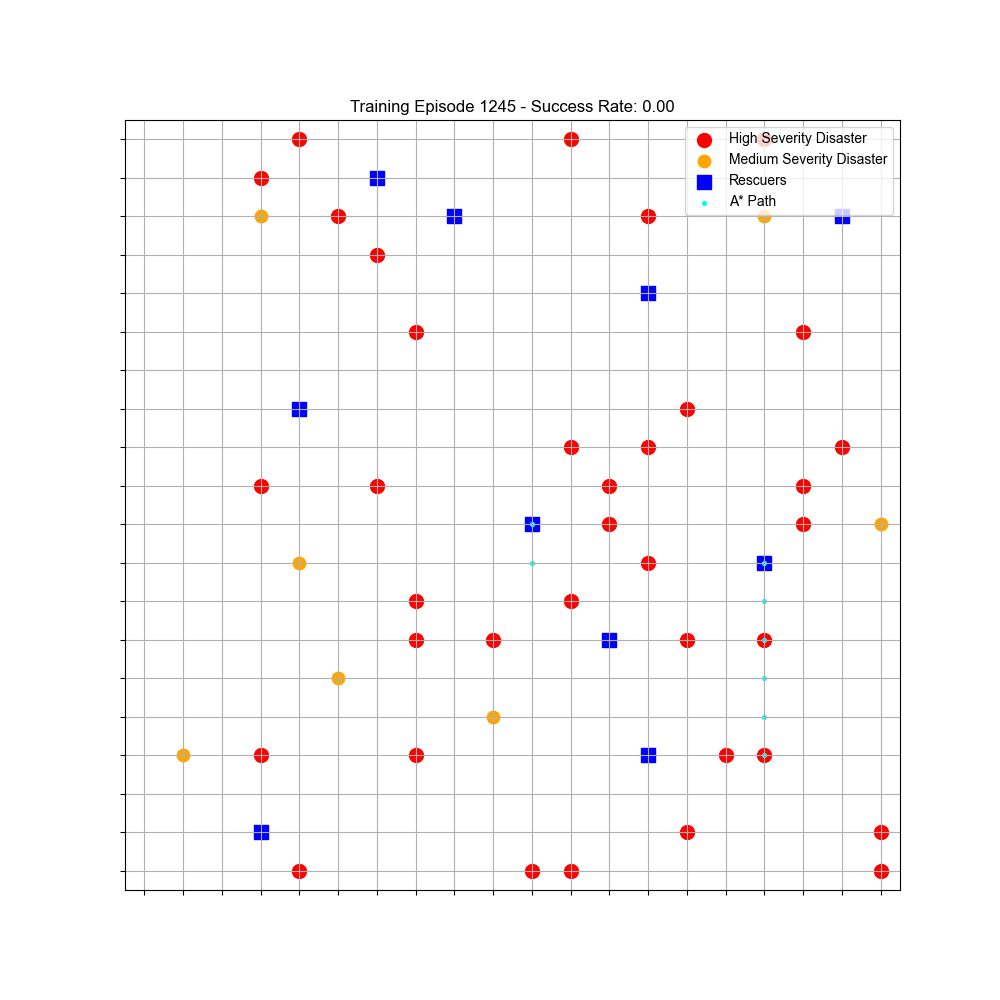 Training Episode 1245 - Success Rate: 0.00
High Severity Disaster
Medium Severity Disaster
Rescuers
A* Path